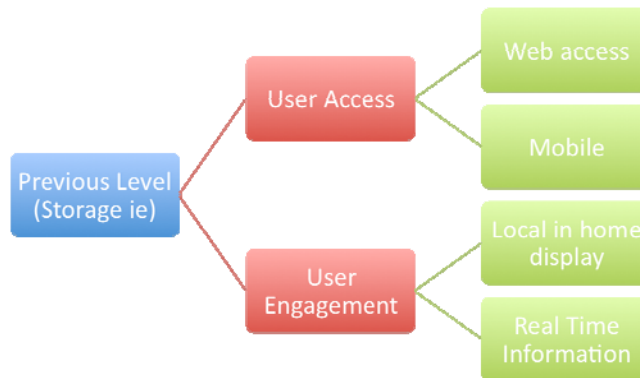 Web access
User Access
Mobile
Previous Level
(Storage ie)
Local in home
display
User
Engagement
Real Time
Information